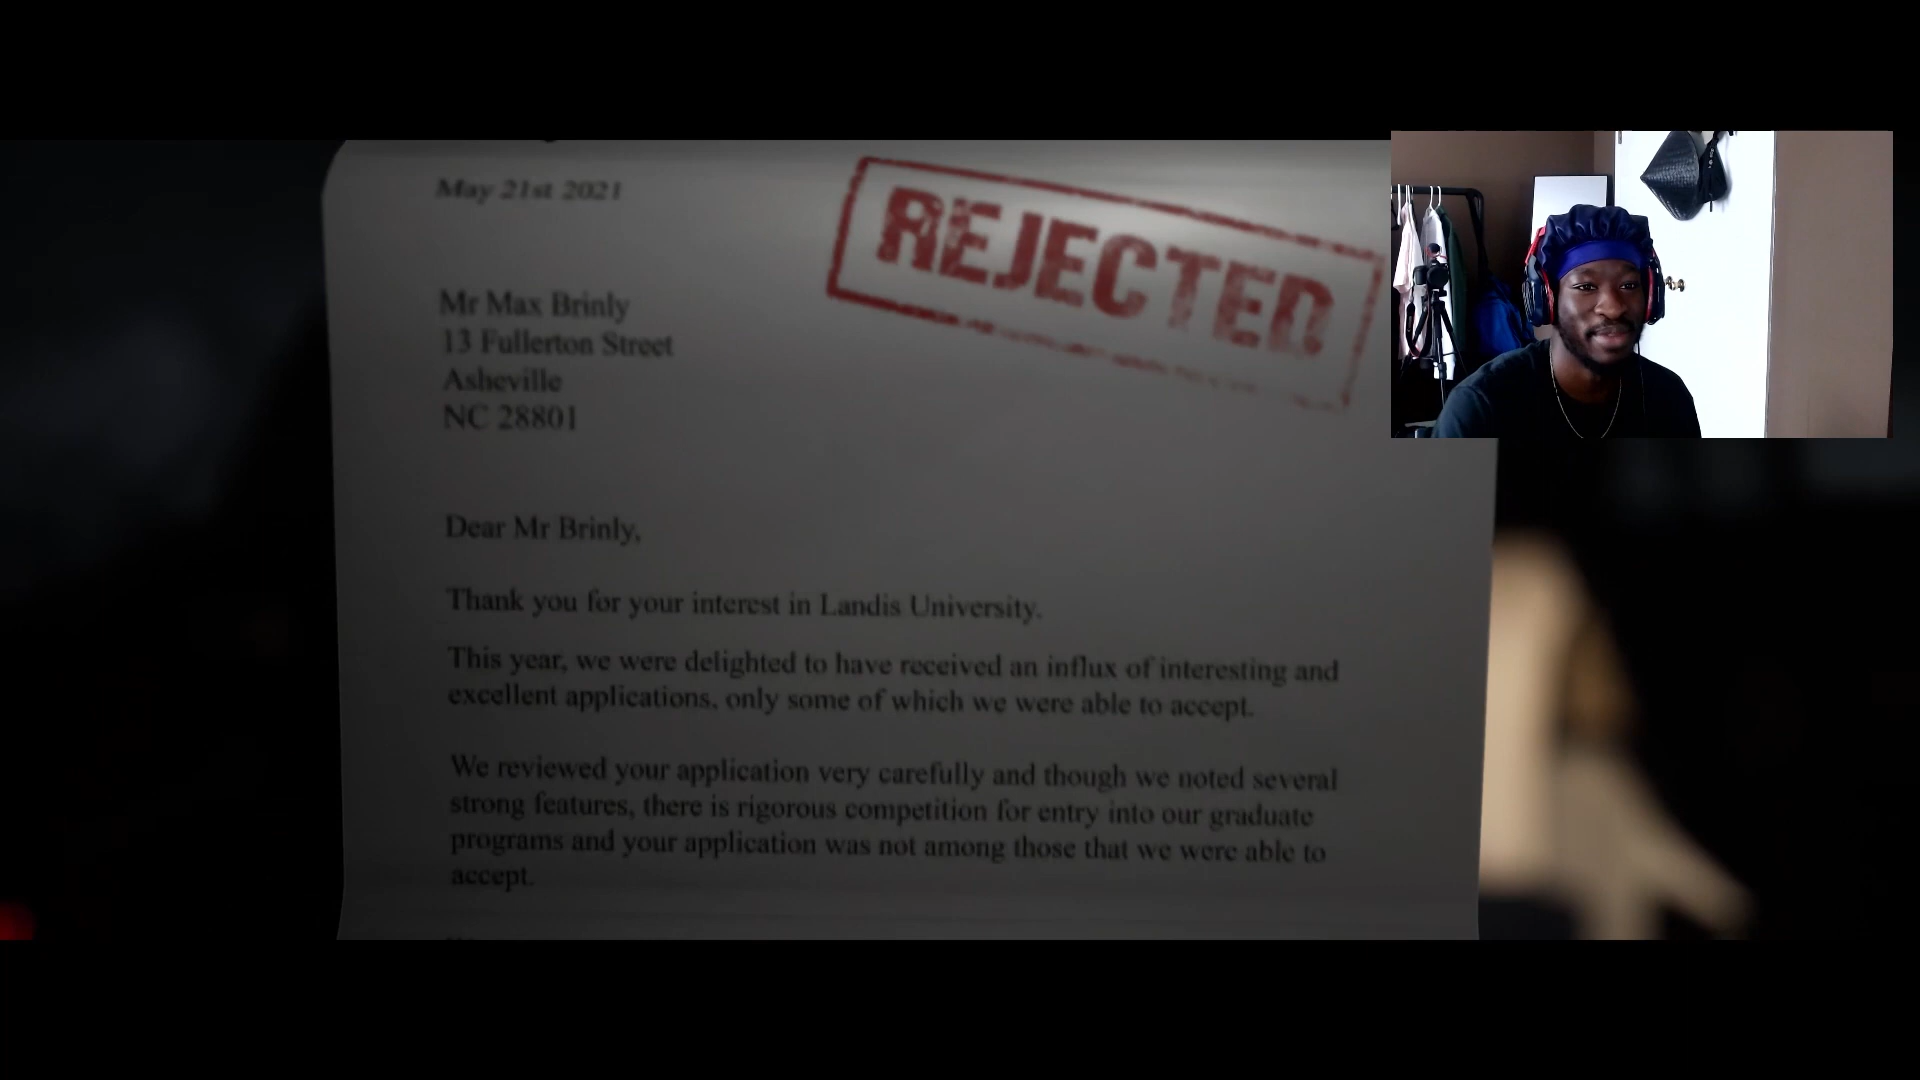 May 21st 2021
REJECTED
Mr Max Brinly
13 Fullerton Street
Asheville
NC 28801
Dear Mr Brinly,
Thank you for your interest in Landis University.
This year, we were delighted to have received an influx of interesting and
excellent applications, only some of which we were able to accept.
We reviewed your application very carefully and though we noted several
strong features, there is rigorous competition for entry into our graduate
programs and your application was not among those that we were able to
accept.